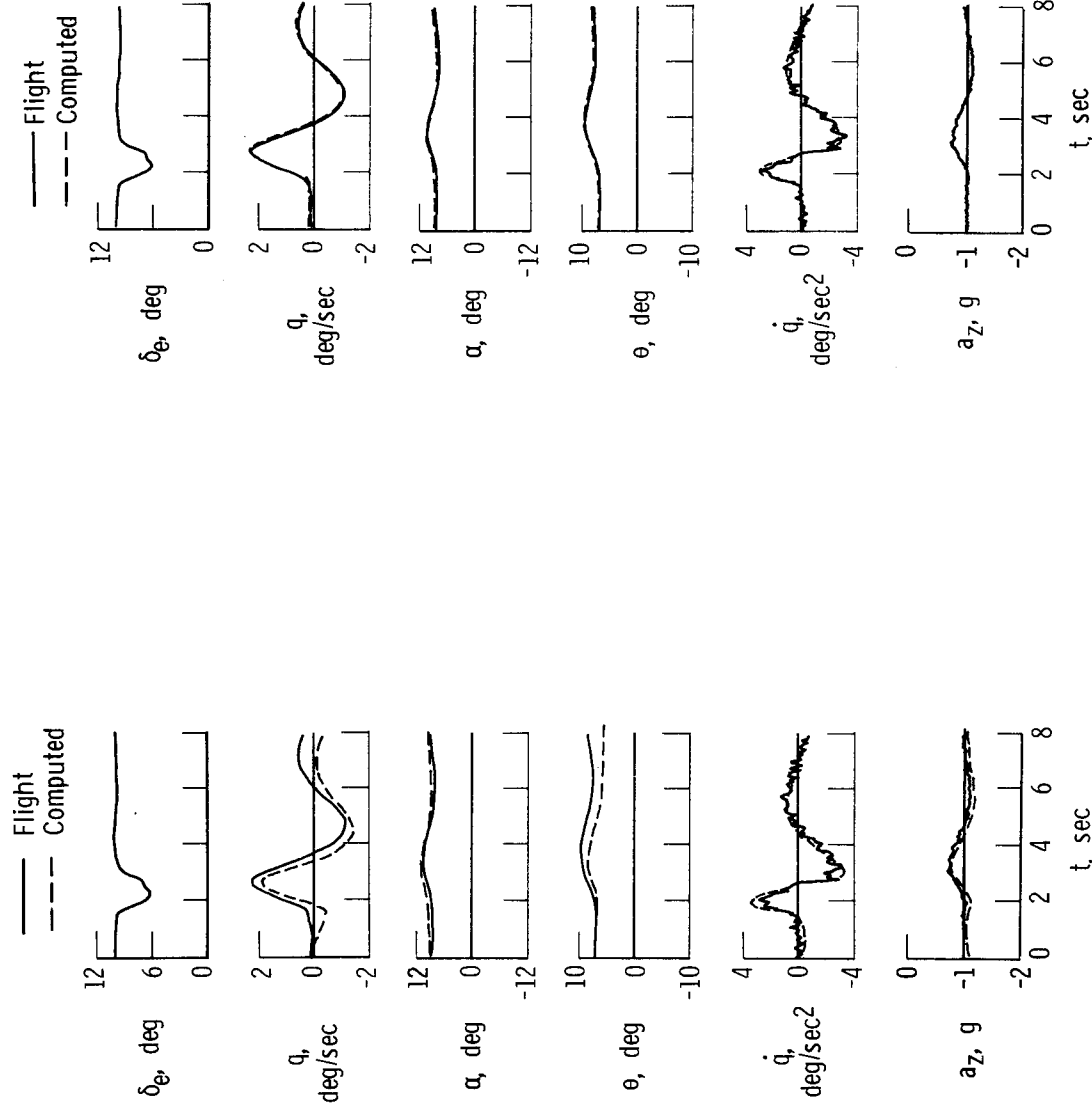 Flight
Computed
12
6
0
δe, deg
2
0
-2
q,
deg/sec
12
0
-12
α, deg
10
0
-10
θ, deg
4
0
-4
q̇,
deg/sec²
0
-1
-2
aZ, g
0 2 4 6 8
t, sec
Flight
Computed
12
6
0
δe, deg
2
0
-2
q,
deg/sec
12
0
-12
α, deg
10
0
-10
θ, deg
4
0
-4
q̇,
deg/sec²
0
-1
-2
aZ, g
0 2 4 6 8
t, sec